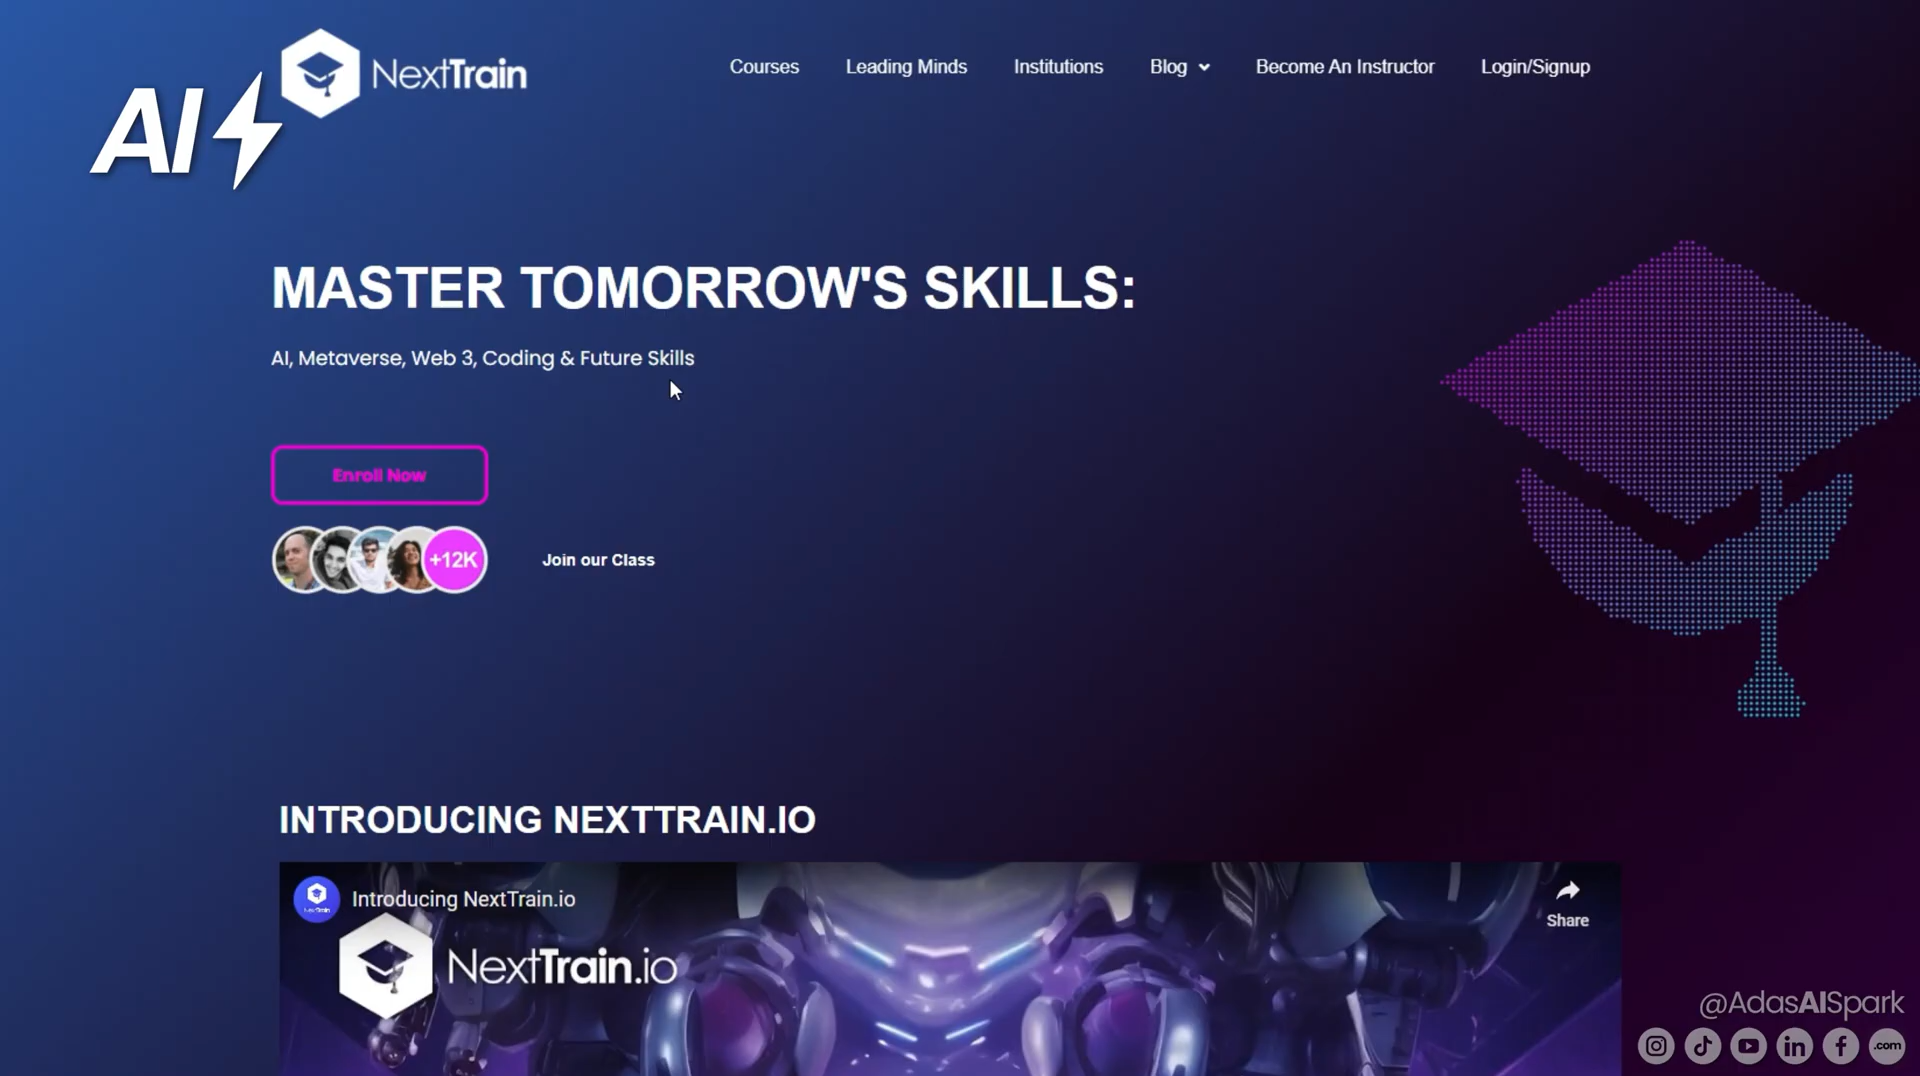 AI
NextTrain
Courses
Leading Minds
Institutions
Blog
Become An Instructor
Login/Signup
MASTER TOMORROW'S SKILLS:
AI, Metaverse, Web 3, Coding & Future Skills
Enroll Now
+12K
Join our Class
INTRODUCING NEXTTRAIN.IO
NextTrain
Introducing NextTrain.io
Share
NextTrain.io
@AdasAISpark
in
f
.com